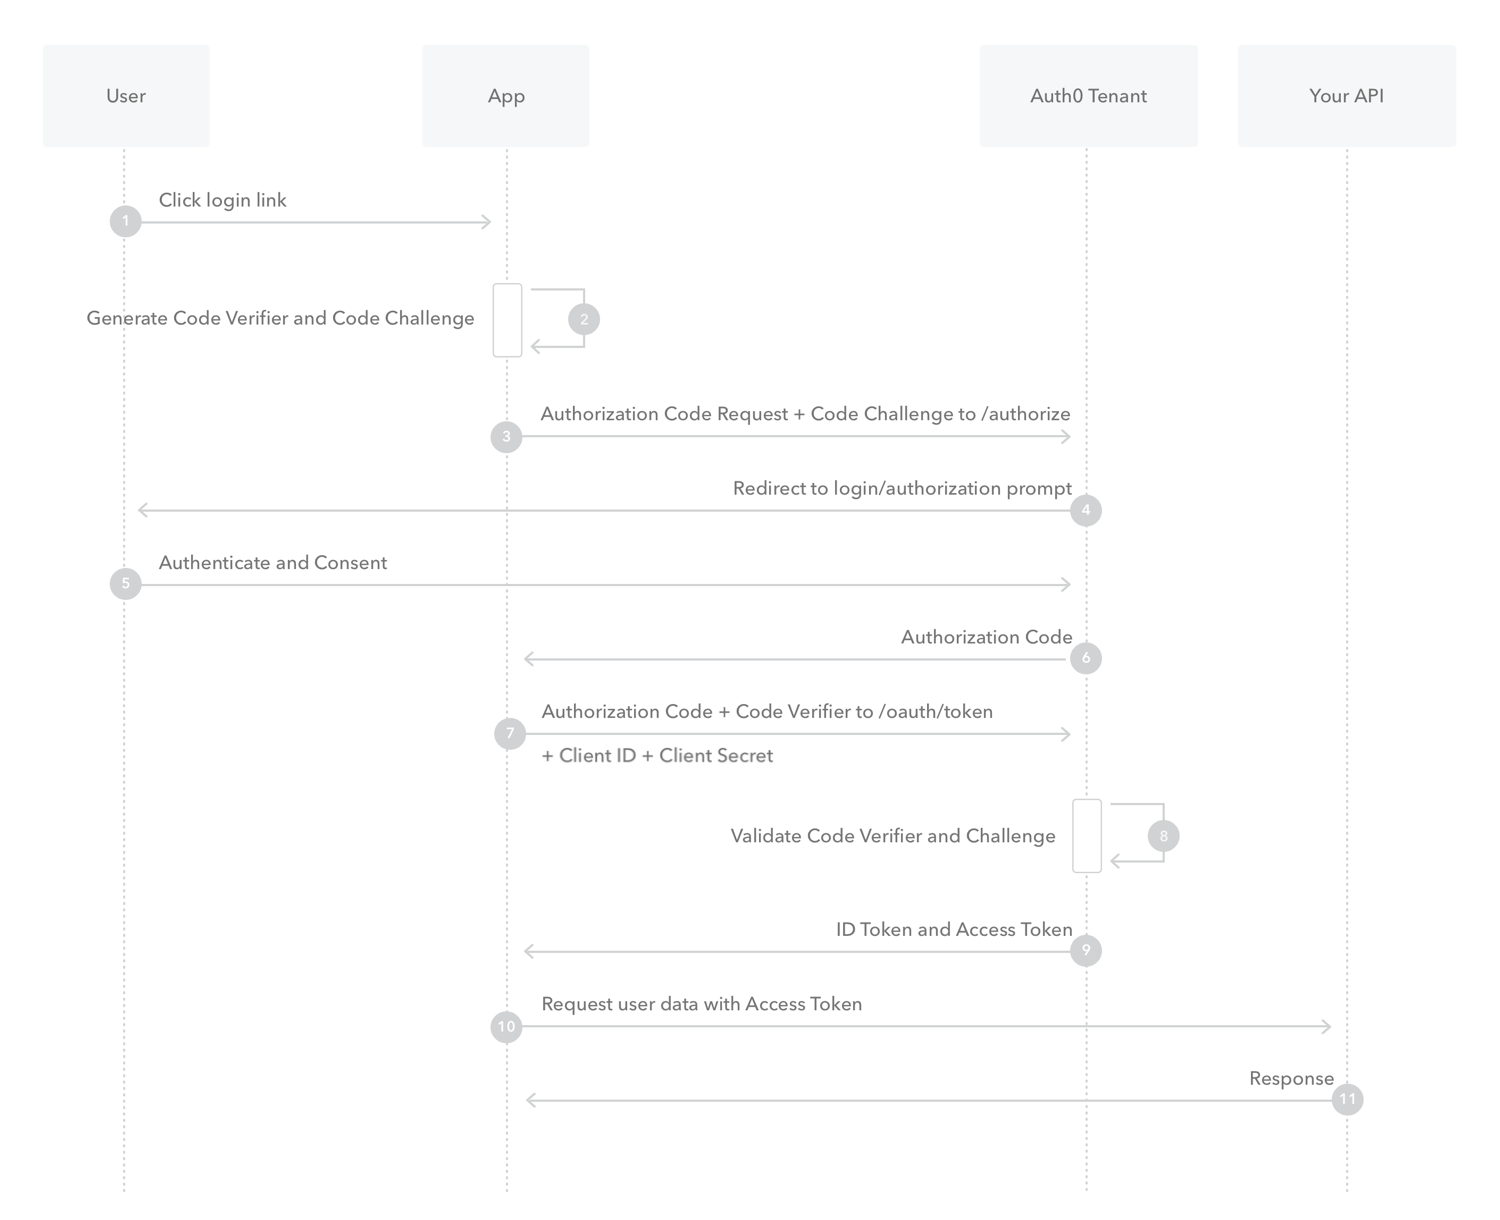 User
App
Auth0 Tenant
Your API
Click login link
1
Generate Code Verifier and Code Challenge
2
Authorization Code Request + Code Challenge to /authorize
3
Redirect to login/authorization prompt
4
Authenticate and Consent
5
Authorization Code
6
Authorization Code + Code Verifier to /oauth/token
7
+ Client ID + Client Secret
Validate Code Verifier and Challenge
8
ID Token and Access Token
9
Request user data with Access Token
10
Response
11